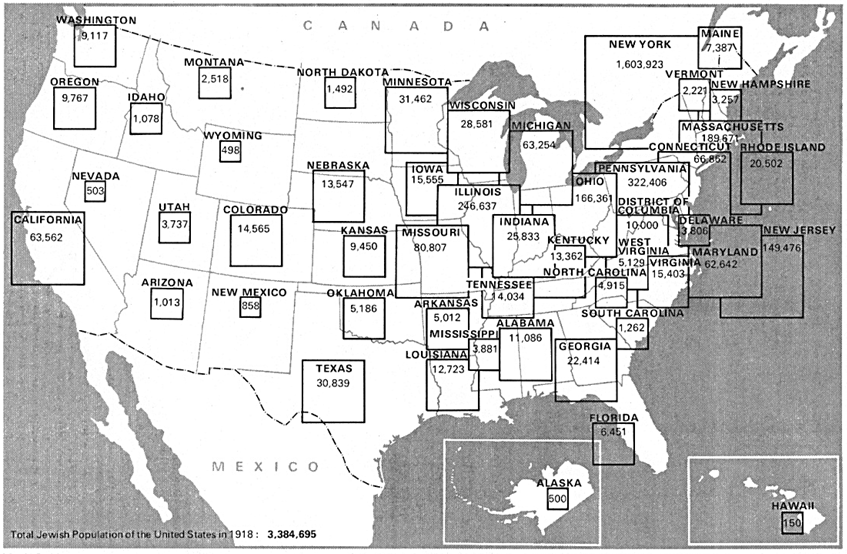 CANADA
WASHINGTON
9,117
OREGON
9,767
IDAHO
1,078
MONTANA
2,518
NORTH DAKOTA
1,492
MINNESOTA
31,462
WISCONSIN
28,581
MICHIGAN
63,254
NEW YORK
1,603,923
MAINE
7,387
VERMONT
2,221
NEW HAMPSHIRE
3,257
MASSACHUSETTS
189,671
CONNECTICUT
66,852
RHODE ISLAND
20,502
WYOMING
498
NEVADA
503
UTAH
3,737
COLORADO
14,565
NEBRASKA
13,547
IOWA
15,555
ILLINOIS
246,637
INDIANA
25,833
OHIO
166,361
PENNSYLVANIA
322,406
DISTRICT OF
COLUMBIA
10,000
DELAWARE
3,806
NEW JERSEY
149,476
MARYLAND
62,642
CALIFORNIA
63,562
KANSAS
9,450
MISSOURI
80,807
KENTUCKY
13,362
WEST
VIRGINIA
5,129
VIRGINIA
15,403
ARIZONA
1,013
NEW MEXICO
858
OKLAHOMA
5,186
ARKANSAS
5,012
TENNESSEE
14,034
NORTH CAROLINA
4,915
SOUTH CAROLINA
1,262
MISSISSIPPI
3,881
ALABAMA
11,086
GEORGIA
22,414
LOUISIANA
12,723
TEXAS
30,839
FLORIDA
6,451
MEXICO
ALASKA
500
HAWAII
150
Total Jewish Population of the United States in 1918: 3,384,695